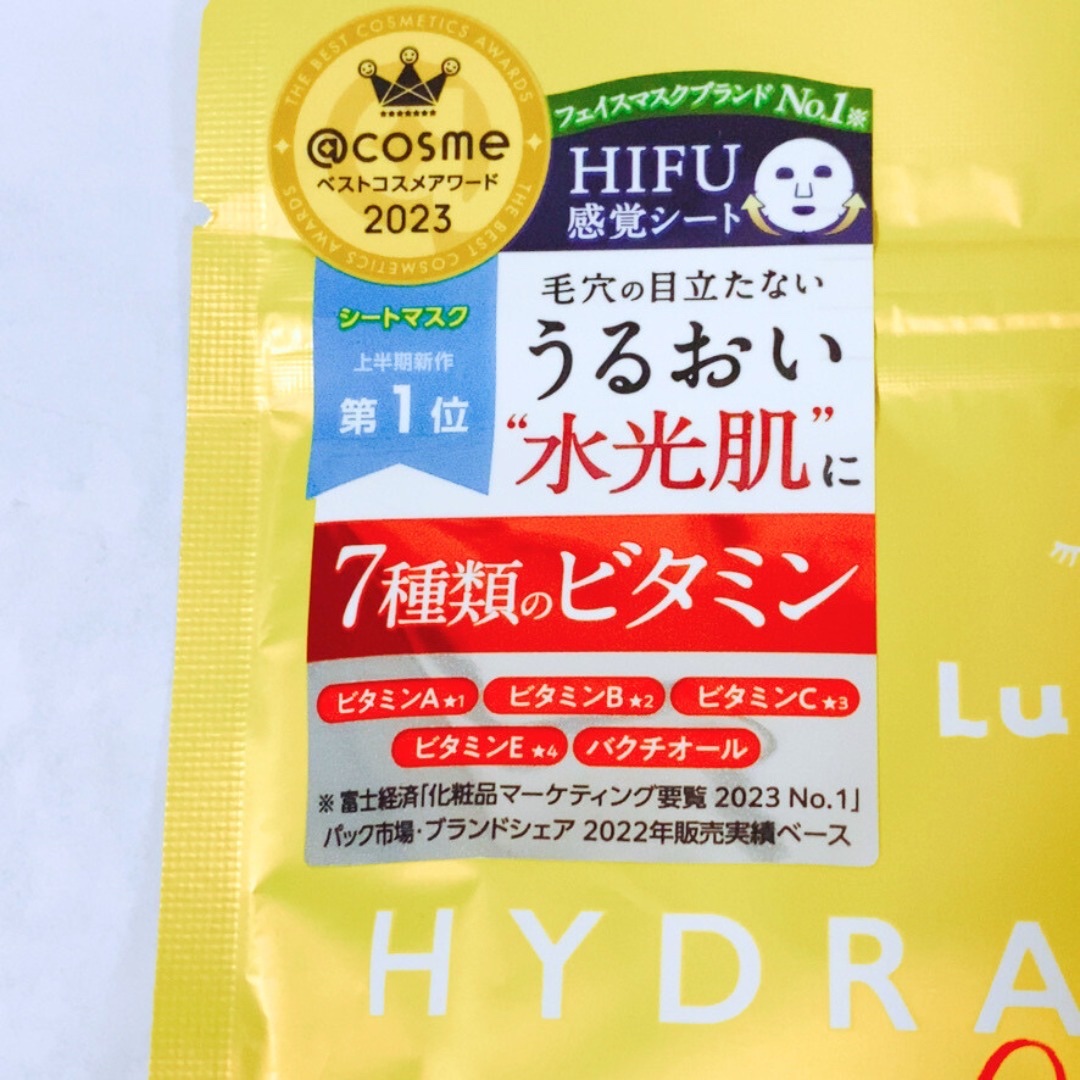 THE BEST COSMETICS AWARDS
@cosme
ベストコスメアワード
2023
THE BEST COSMETICS AWARDS
シートマスク
上半期新作
第1位
フェイスマスクブランド No.1※
HIFU
感覚シート
毛穴の目立たない
うるおい
“水光肌”に
7種類のビタミン
ビタミンA★1 ビタミンB★2 ビタミンC★3
ビタミンE★4 バクチオール
※ 富士経済「化粧品マーケティング要覧 2023 No.1」
パック市場・ブランドシェア 2022年販売実績ベース
Lu
HYDRA